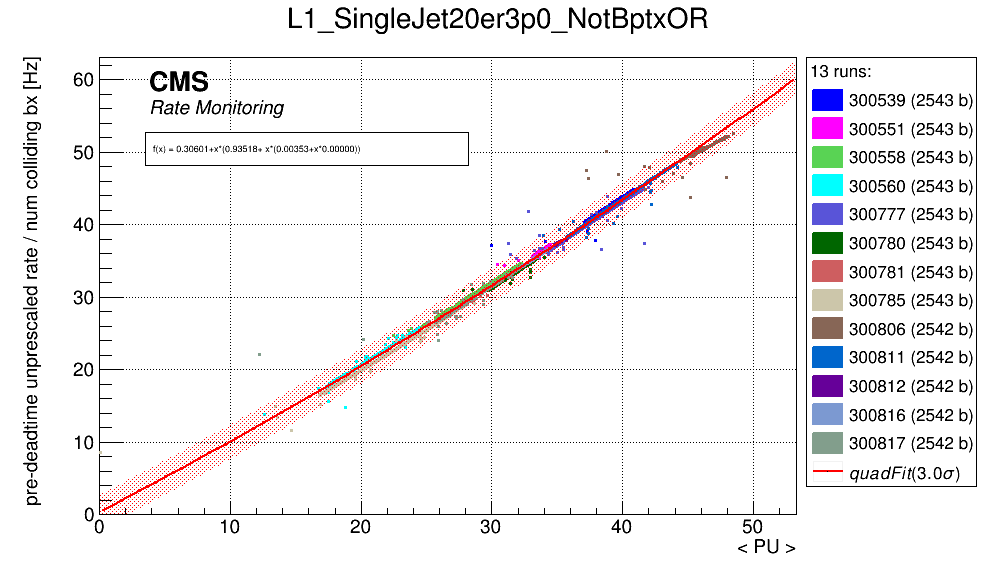 L1_SingleJet20er3p0_NotBptxOR
pre-deadtime unprescaled rate / num colliding bx [Hz]
CMS
Rate Monitoring
f(x) = 0.30601+x*(0.93518+ x*(0.00353+x*0.00000))
60
50
40
30
20
10
0
0 10 20 30 40 50
< PU >
13 runs:
300539 (2543 b)
300551 (2543 b)
300558 (2543 b)
300560 (2543 b)
300777 (2543 b)
300780 (2543 b)
300781 (2543 b)
300785 (2543 b)
300806 (2542 b)
300811 (2542 b)
300812 (2542 b)
300816 (2542 b)
300817 (2542 b)
quadFit(3.0σ)